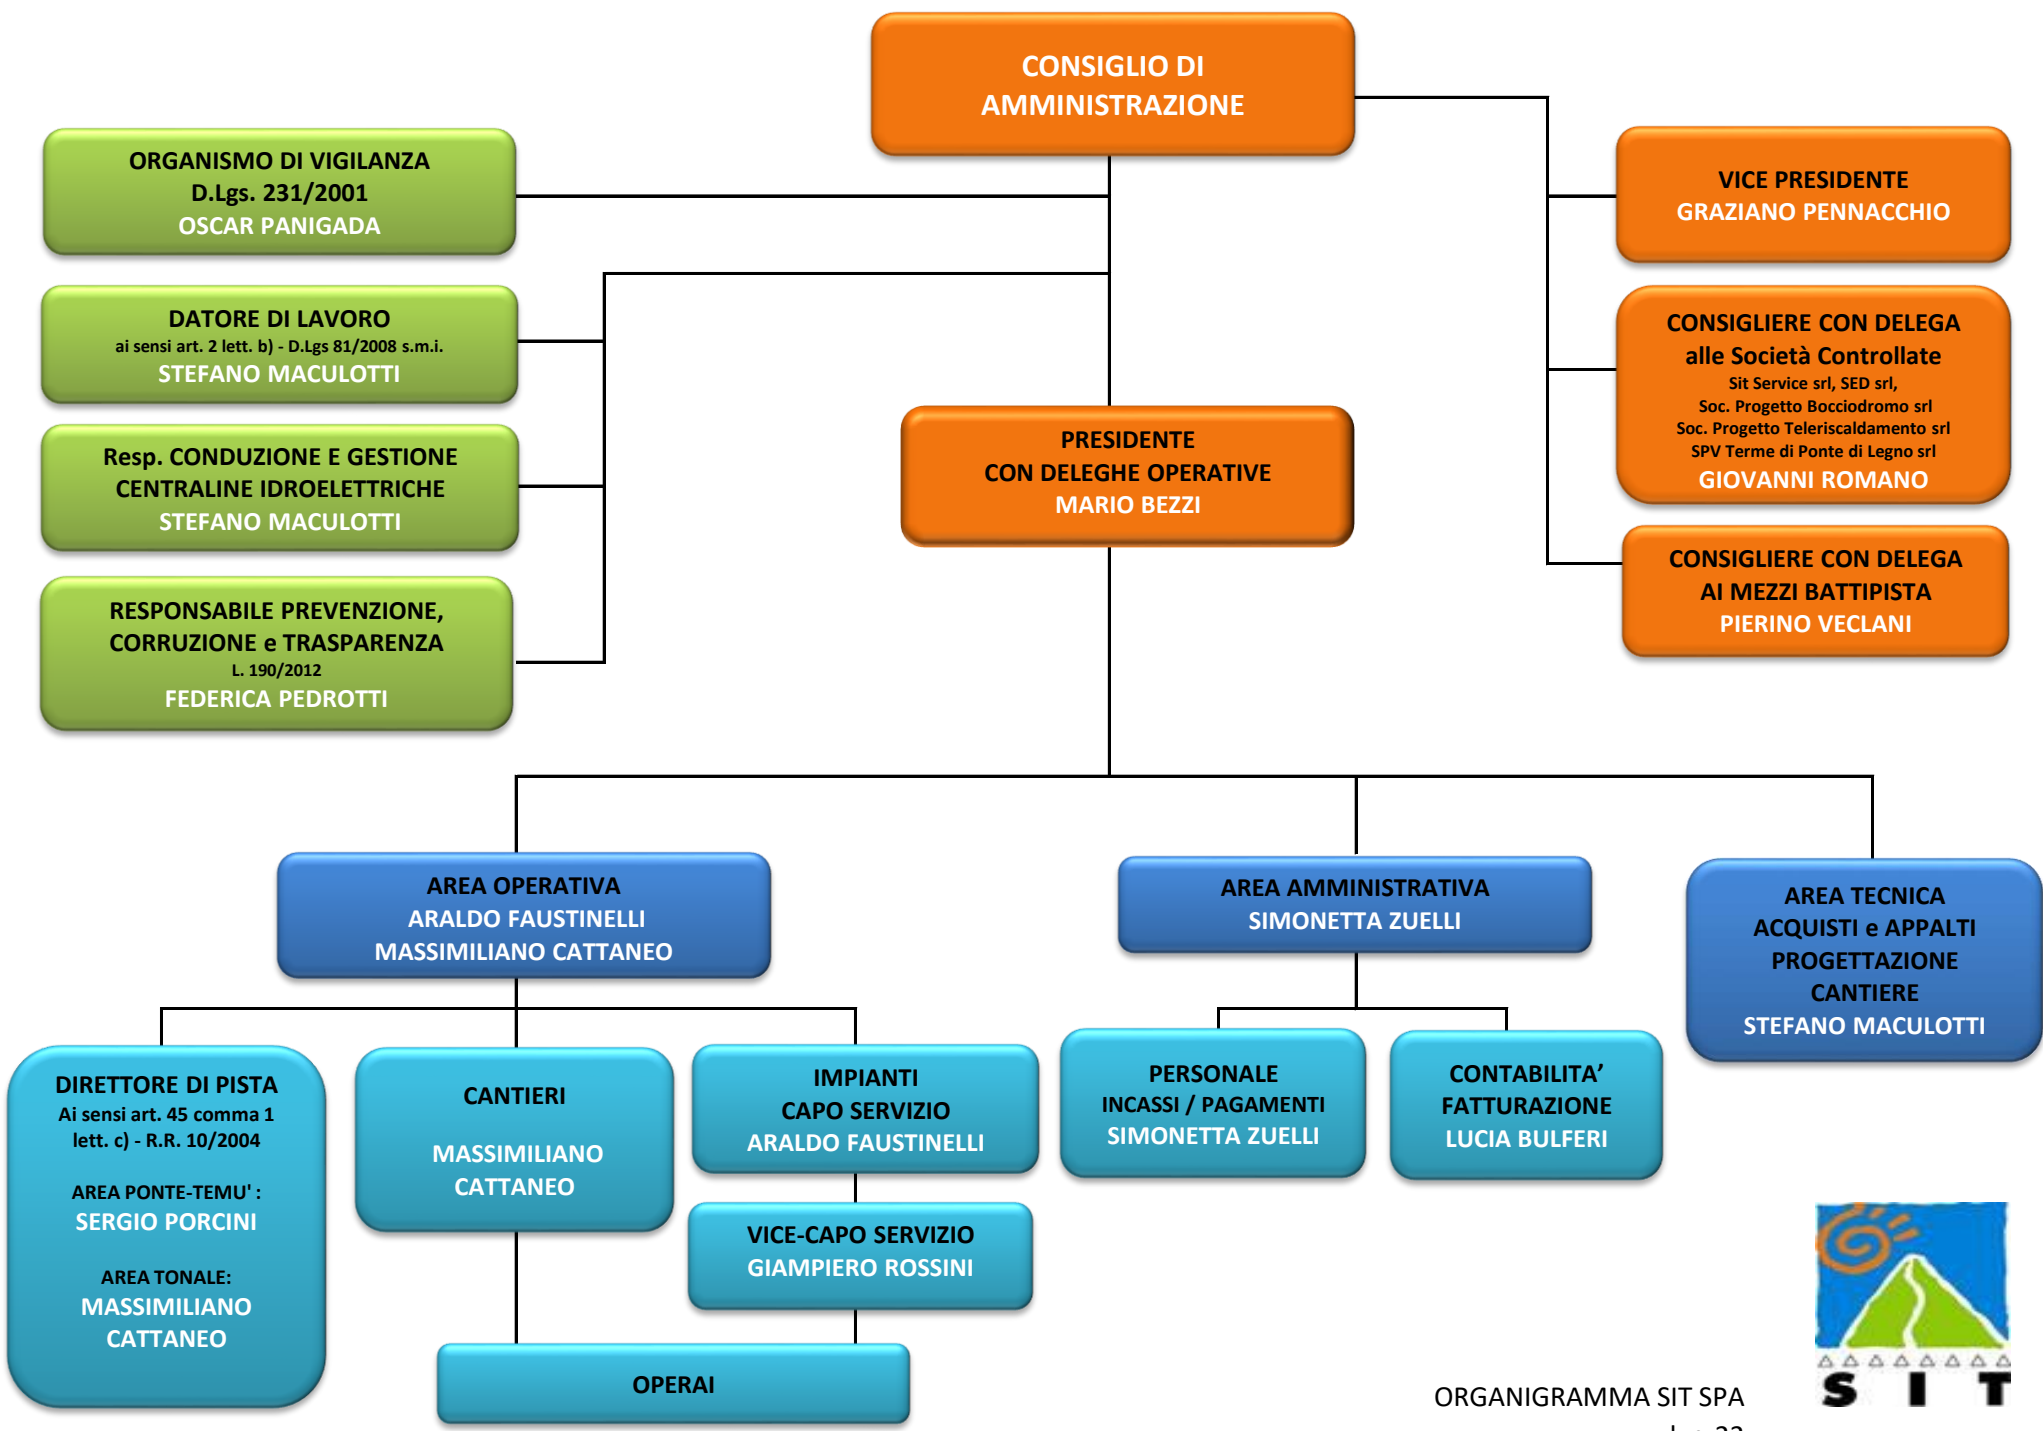 CONSIGLIO DI
AMMINISTRAZIONE
ORGANISMO DI VIGILANZA
D.Lgs. 231/2001
OSCAR PANIGADA
VICE PRESIDENTE
GRAZIANO PENNACCHIO
DATORE DI LAVORO
ai sensi art. 2 lett. b) - D.Lgs 81/2008 s.m.i.
STEFANO MACULOTTI
CONSIGLIERE CON DELEGA
alle Società Controllate
Sit Service srl, SED srl,
Soc. Progetto Bocciodromo srl
Soc. Progetto Teleriscaldamento srl
SPV Terme di Ponte di Legno srl
GIOVANNI ROMANO
Resp. CONDUZIONE E GESTIONE
CENTRALINE IDROELETTRICHE
STEFANO MACULOTTI
PRESIDENTE
CON DELEGHE OPERATIVE
MARIO BEZZI
CONSIGLIERE CON DELEGA
AI MEZZI BATTIPISTA
PIERINO VECLANI
RESPONSABILE PREVENZIONE,
CORRUZIONE e TRASPARENZA
L. 190/2012
FEDERICA PEDROTTI
AREA OPERATIVA
ARALDO FAUSTINELLI
MASSIMILIANO CATTANEO
AREA AMMINISTRATIVA
SIMONETTA ZUELLI
AREA TECNICA
ACQUISTI e APPALTI
PROGETTAZIONE
CANTIERE
STEFANO MACULOTTI
DIRETTORE DI PISTA
Ai sensi art. 45 comma 1
lett. c) - R.R. 10/2004
AREA PONTE-TEMU' :
SERGIO PORCINI
AREA TONALE:
MASSIMILIANO
CATTANEO
CANTIERI
MASSIMILIANO
CATTANEO
IMPIANTI
CAPO SERVIZIO
ARALDO FAUSTINELLI
VICE-CAPO SERVIZIO
GIAMPIERO ROSSINI
PERSONALE
INCASSI / PAGAMENTI
SIMONETTA ZUELLI
CONTABILITA’
FATTURAZIONE
LUCIA BULFERI
OPERAI
SIT
ORGANIGRAMMA SIT SPA